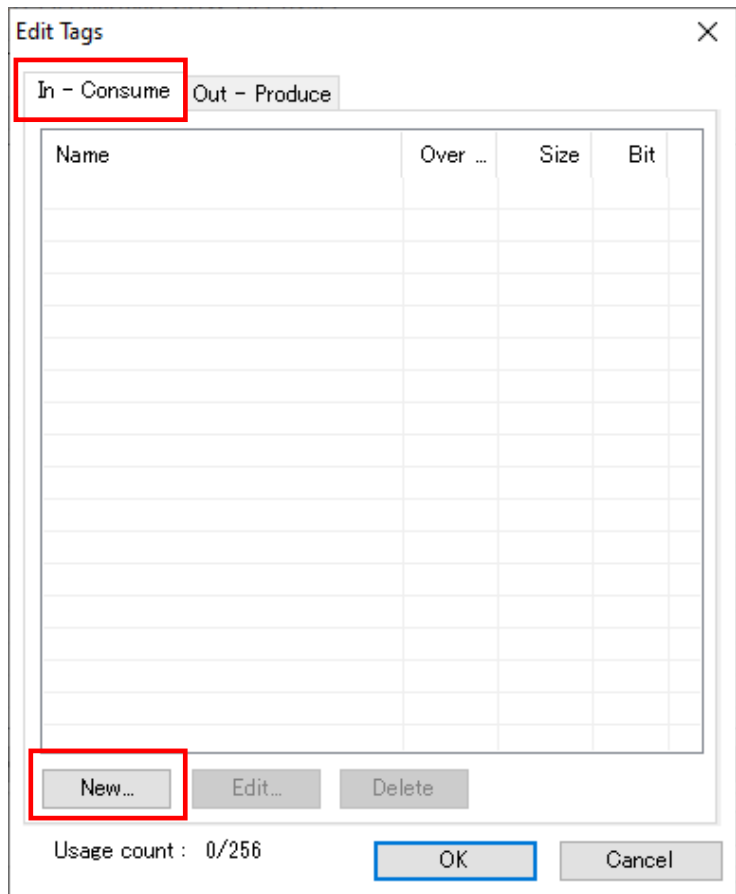 Edit Tags
In - Consume Out - Produce
Name Over ... Size Bit
New... Edit... Delete
Usage count : 0/256 OK Cancel